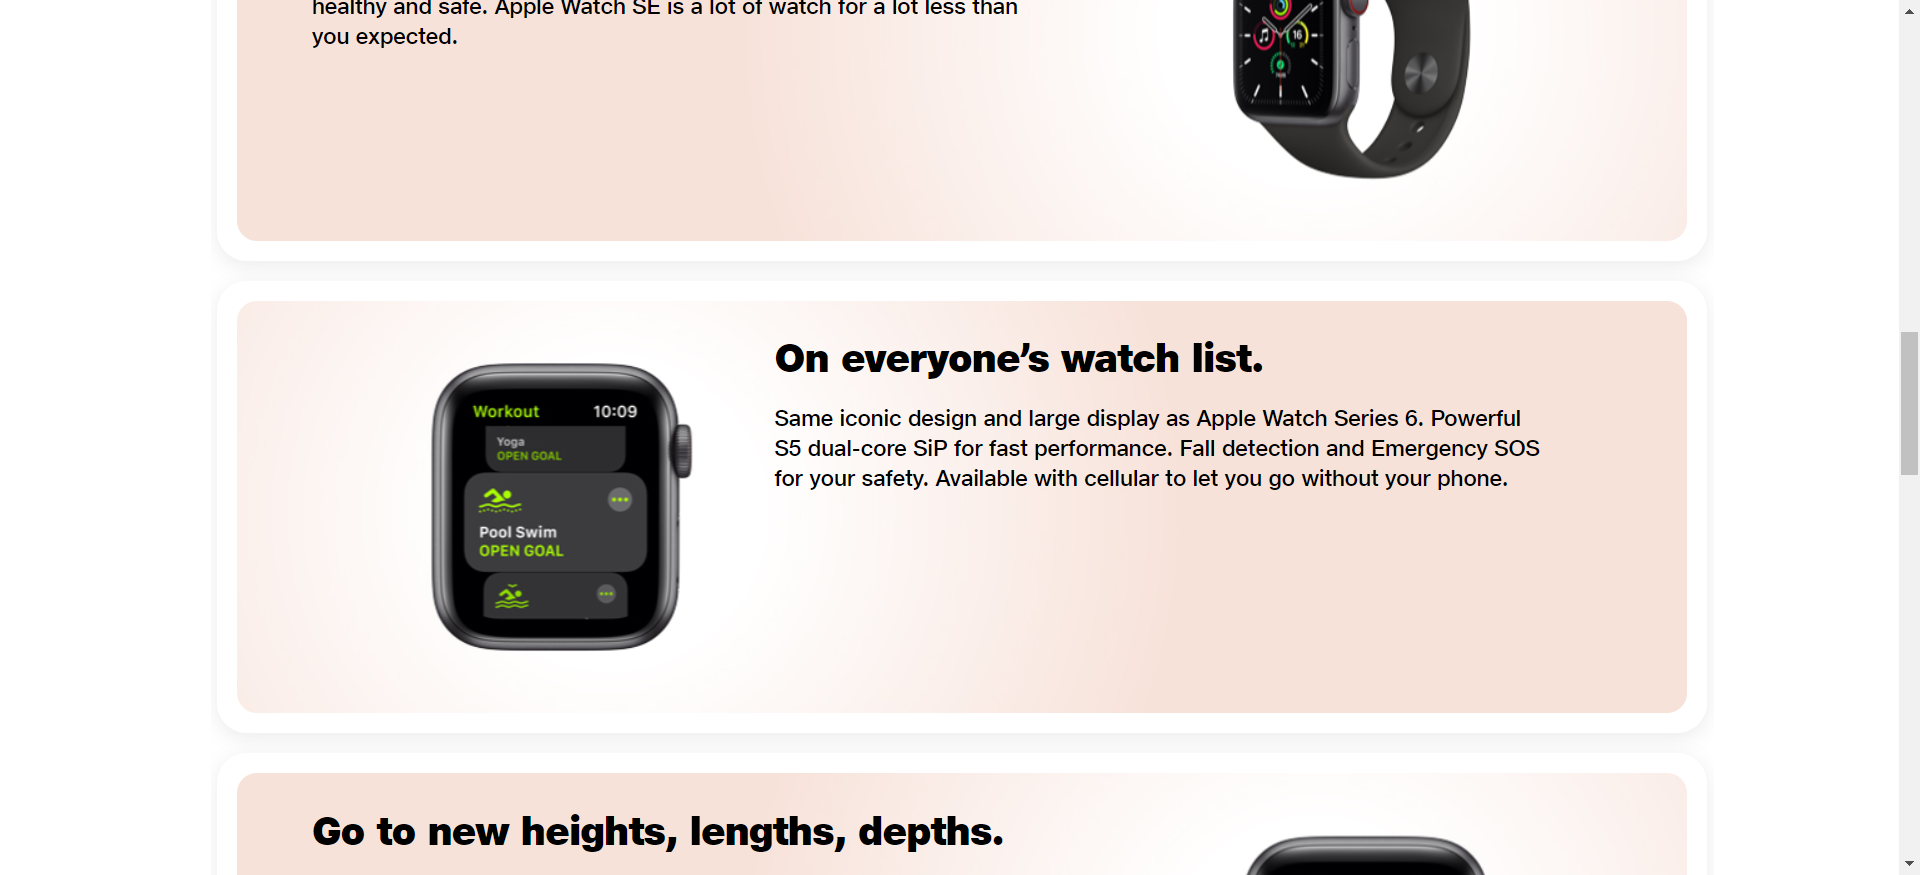 healthy and safe. Apple Watch SE is a lot of watch for a lot less than
you expected.
16
On everyone’s watch list.
Same iconic design and large display as Apple Watch Series 6. Powerful
S5 dual-core SiP for fast performance. Fall detection and Emergency SOS
for your safety. Available with cellular to let you go without your phone.
Workout 10:09
Yoga
OPEN GOAL
Pool Swim
OPEN GOAL
Go to new heights, lengths, depths.